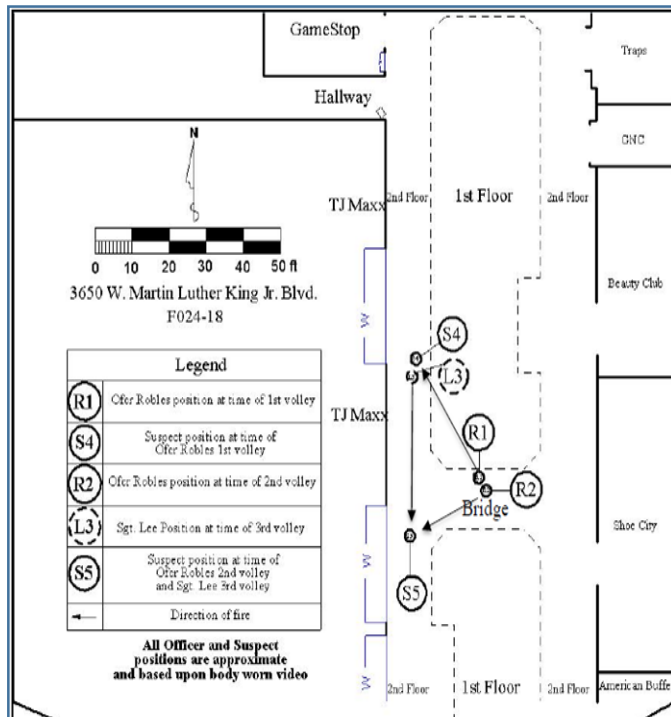 GameStop
Traps
Hallway
GNC
N
TJ Maxx
2nd Floor
1st Floor
2nd Floor
0 10 20 30 40 50 ft
3650 W. Martin Luther King Jr. Blvd.
F024-18
Beauty Club
W
S4
L3
Legend
R1 Ofcr Robles position at time of 1st volley
S4 Suspect position at time of
Ofcr Robles 1st volley
R2 Ofcr Robles position at time of 2nd volley
L3 Sgt. Lee Position at time of 3rd volley
S5 Suspect position at time of
Ofcr Robles 2nd volley
and Sgt. Lee 3rd volley
Direction of fire
TJ Maxx
R1
R2
Bridge
Shoe City
W
S5
All Officer and Suspect
positions are approximate
and based upon body worn video
W
2nd Floor
1st Floor
2nd Floor
American Buffe